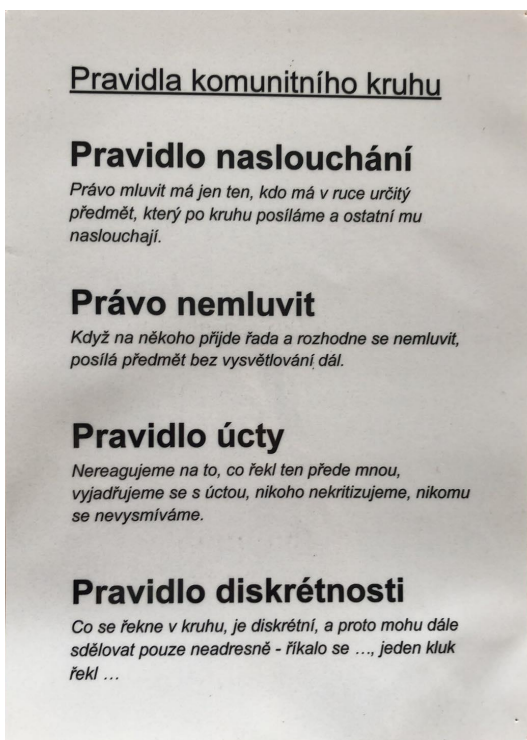 Pravidla komunitního kruhu
Pravidlo naslouchání
Právo mluvit má jen ten, kdo má v ruce určitý
předmět, který po kruhu posíláme a ostatní mu
naslouchají.
Právo nemluvit
Když na někoho přijde řada a rozhodne se nemluvit,
posílá předmět bez vysvětlování dál.
Pravidlo úcty
Nereagujeme na to, co řekl ten přede mnou,
vyjadřujeme se s úctou, nikoho nekritizujeme, nikomu
se nevysmíváme.
Pravidlo diskrétnosti
Co se řekne v kruhu, je diskrétní, a proto mohu dále
sdělovat pouze neadresně - říkalo se ..., jeden kluk
řekl ...